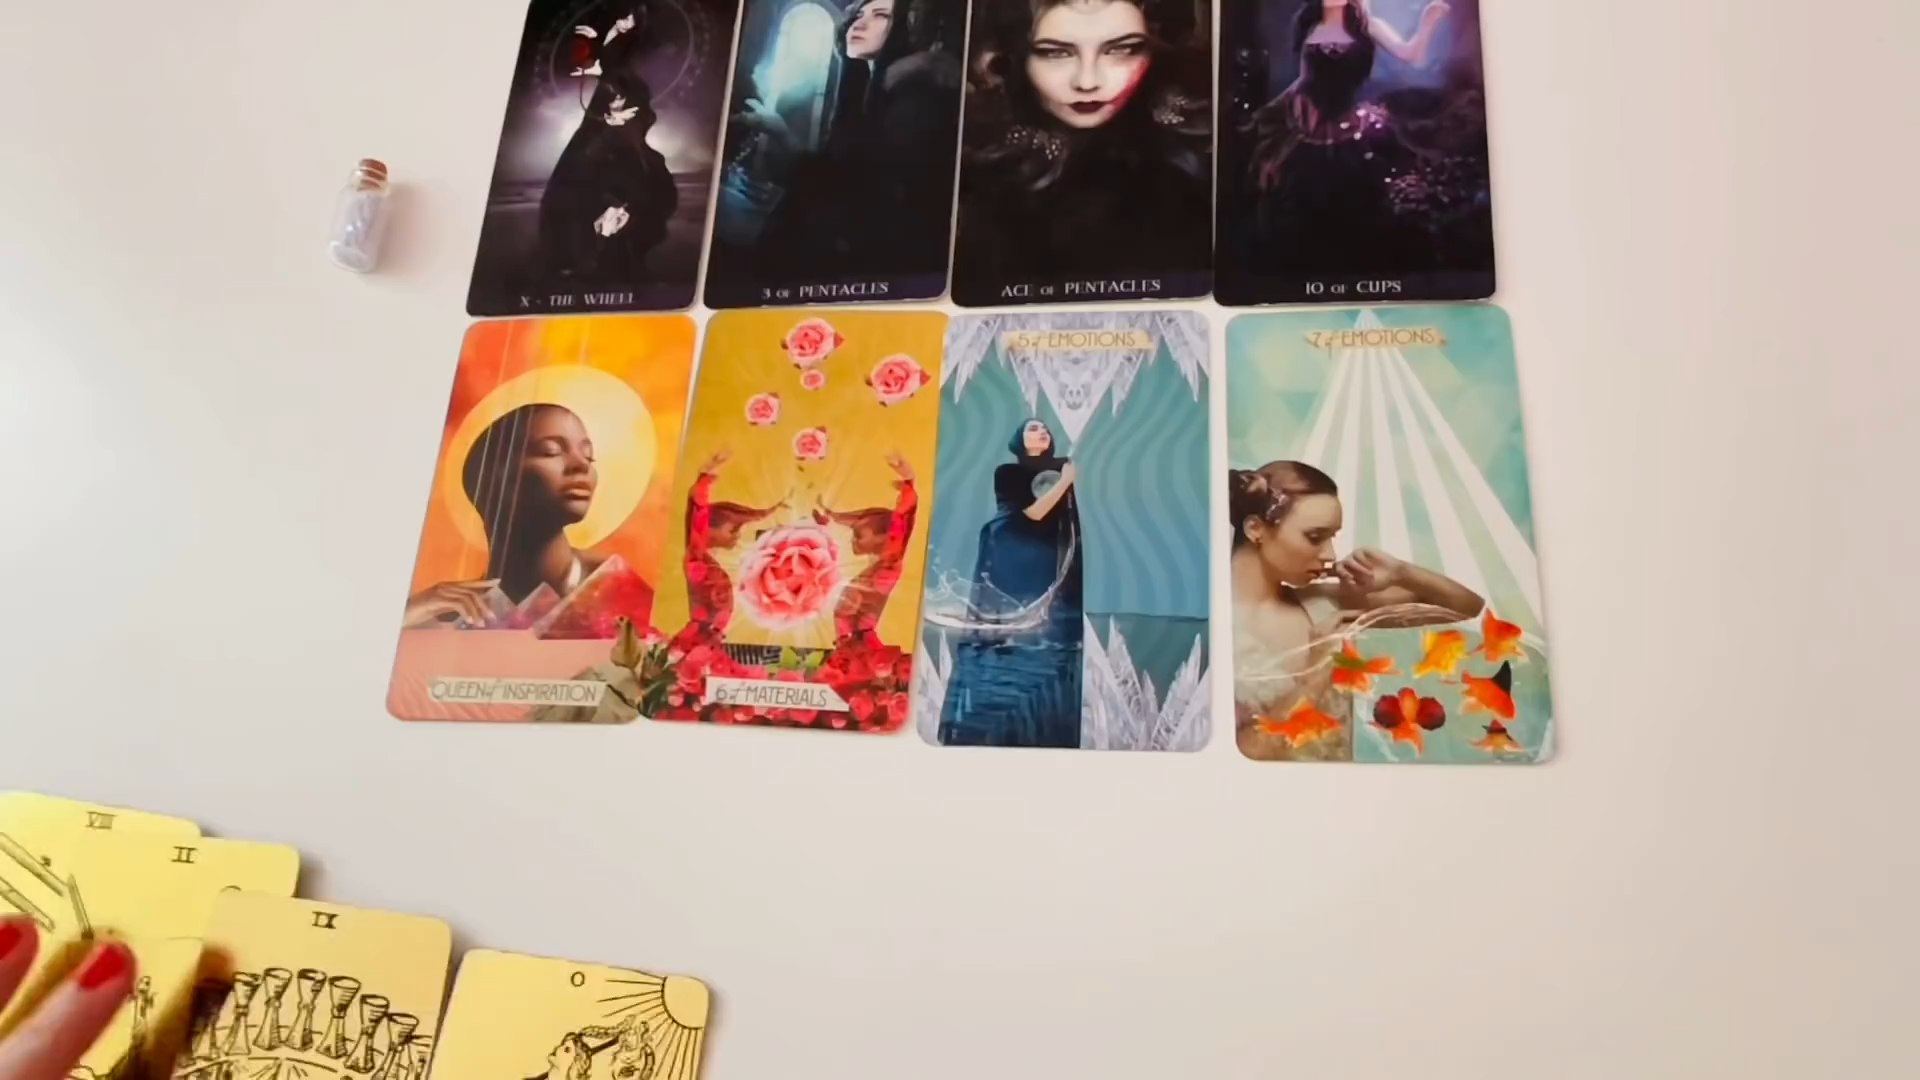 X · THE WHEEL
3 OF PENTACLES
ACE OF PENTACLES
10 OF CUPS
5 of EMOTIONS
7 of EMOTIONS
QUEEN of INSPIRATION
6 of MATERIALS
VIII
II
IX
0